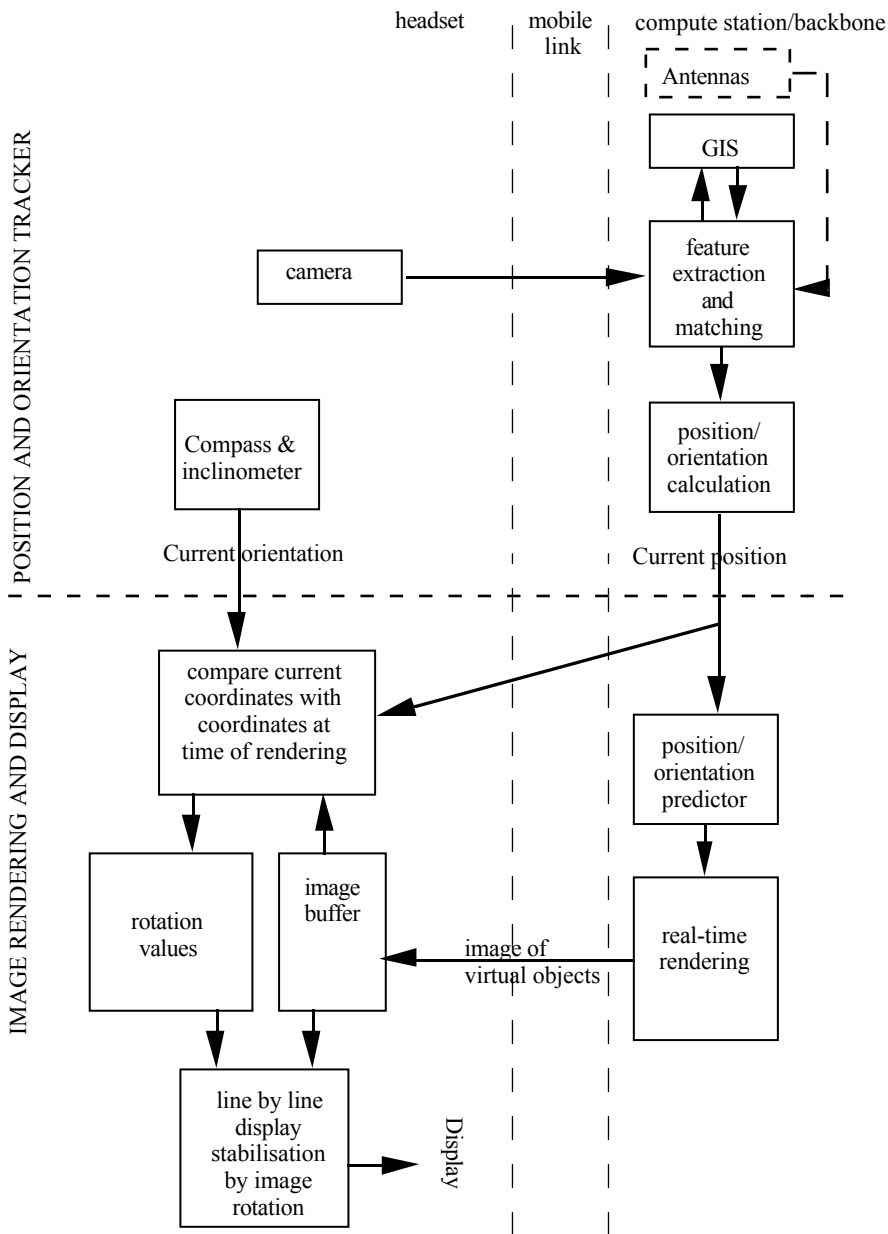 headset
mobile
link
compute station/backbone
Antennas
GIS
POSITION AND ORIENTATION TRACKER
camera
feature
extraction
and
matching
Compass &
inclinometer
position/
orientation
calculation
Current orientation
Current position
IMAGE RENDERING AND DISPLAY
compare current
coordinates with
coordinates at
time of rendering
position/
orientation
predictor
rotation
values
image
buffer
image of
virtual objects
real-time
rendering
line by line
display
stabilisation
by image
rotation
Display